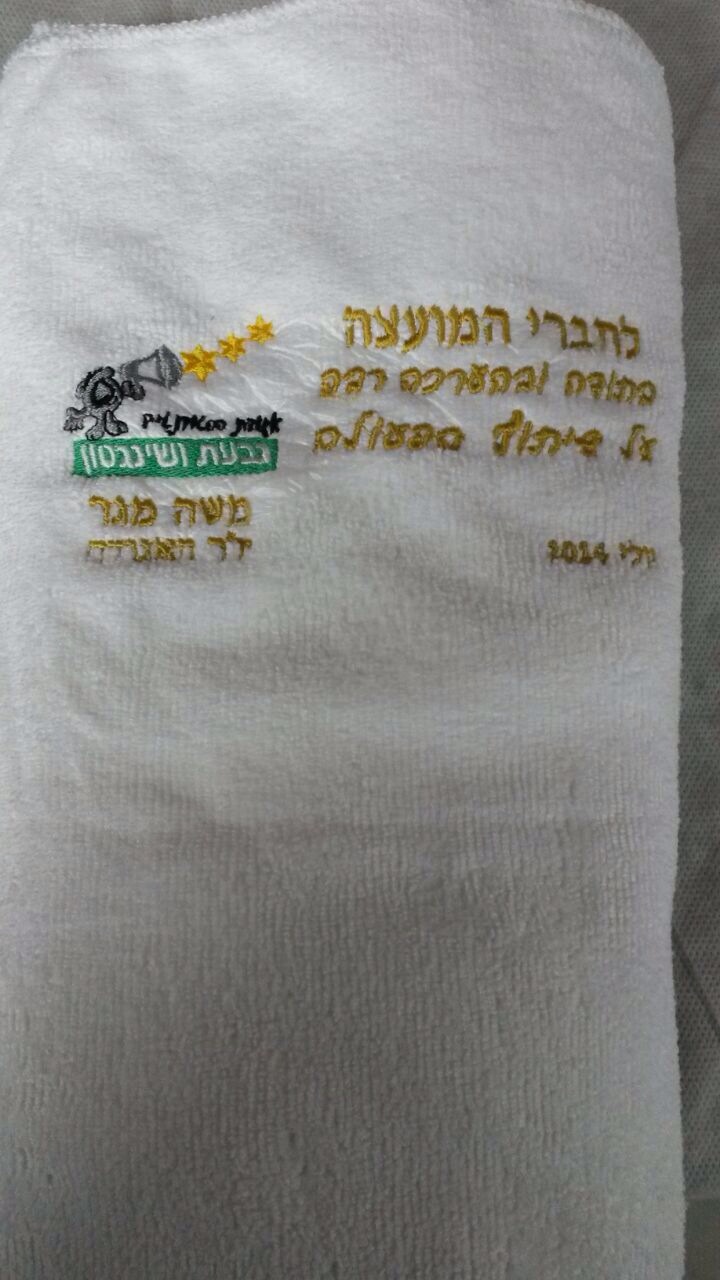 לחברי המועצה
בתודה ובהערכה רבה
על שיתוף הפעולה
יולי 2014
אגודת הסטודנטים
גבעת ושינגטון
משה מגר
יו"ר האגודה